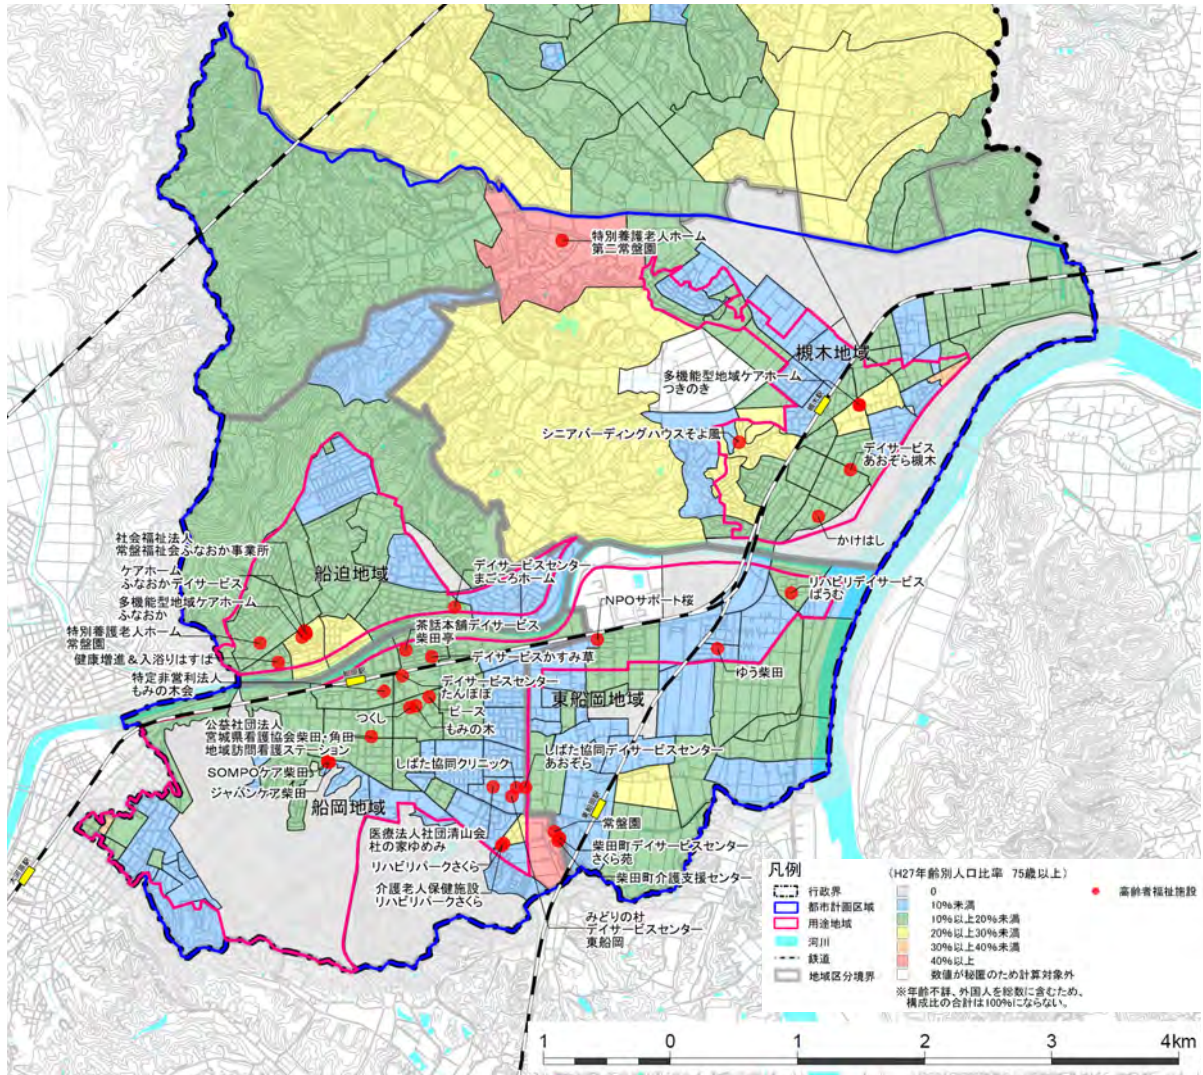 特別養護老人ホーム
第二常盤園
槻木地域
多機能型地域ケアホーム
つきのき
槻木駅
シニアバーディングハウスそよ風
デイサービス
あおぞら槻木
かけはし
社会福祉法人
常盤福祉会ふなおか事業所
ケアホーム
ふなおかデイサービス
多機能型地域ケアホーム
ふなおか
特別養護老人ホーム
常盤園
健康増進&入浴りはすぱ
特定非営利法人
もみの木会
船迫地域
デイサービスセンター
まごころホーム
茶話本舗デイサービス
柴田亭
NPOサポート桜
リハビリデイサービス
ばうむ
デイサービスかすみ草
ゆう柴田
デイサービスセンター
たんぽぽ
ピース
もみの木
つくし
東船岡地域
公益社団法人
宮城県看護協会柴田・角田
地域訪問看護ステーション
SOMPOケア柴田
ジャパンケア柴田
船岡地域
しばた協同クリニック
しばた協同デイサービスセンター
あおぞら
東船岡駅
常盤園
柴田町デイサービスセンター
さくら苑
柴田町介護支援センター
医療法人社団清山会
杜の家ゆめみ
リハビリパークさくら
介護老人保健施設
リハビリパークさくら
みどりの杜
デイサービスセンター
東船岡
大河原駅
凡例
行政界
都市計画区域
用途地域
河川
鉄道
地域区分境界
(H27年齢別人口比率 75歳以上)
0
10%未満
10%以上20%未満
20%以上30%未満
30%以上40%未満
40%以上
数値が秘匿のため計算対象外
高齢者福祉施設
※年齢不詳、外国人を総数に含むため、
構成比の合計は100%にならない。
1 0 1 2 3 4km